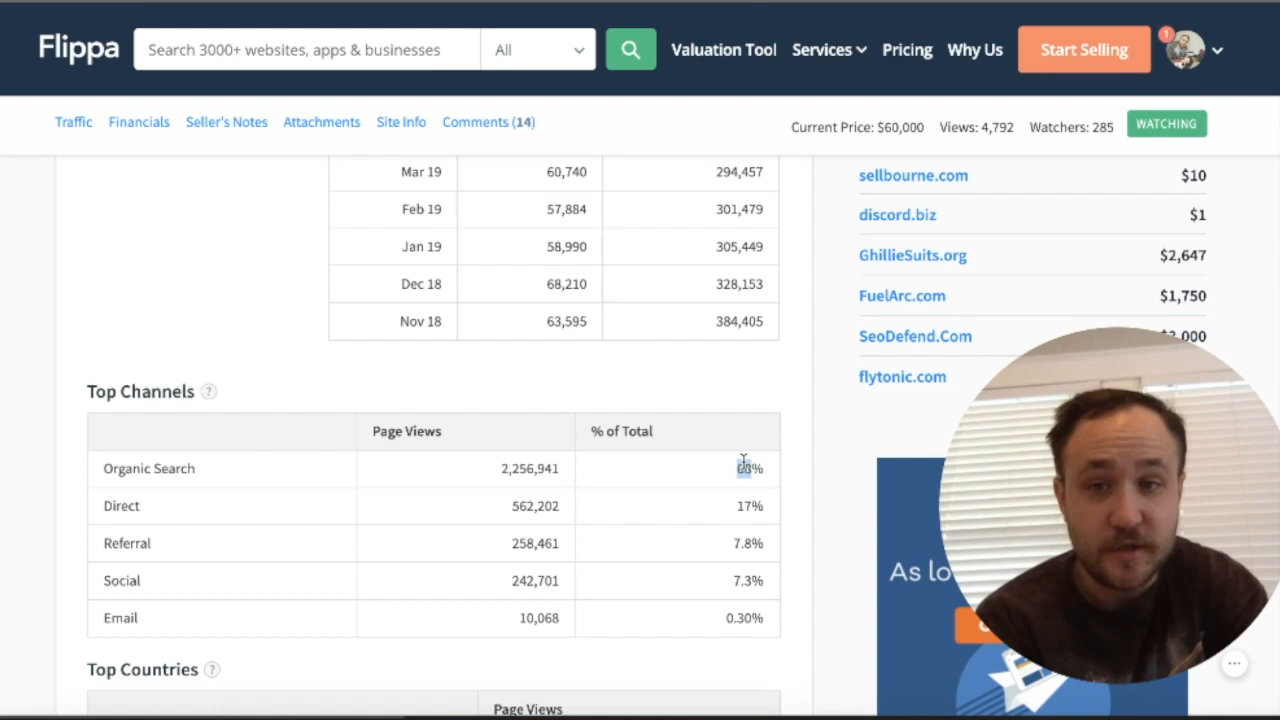 Flippa
Search 3000+ websites, apps & businesses
All
Valuation Tool
Services
Pricing
Why Us
Start Selling
1
Traffic
Financials
Seller's Notes
Attachments
Site Info
Comments (14)
Current Price: $60,000
Views: 4,792
Watchers: 285
WATCHING
Mar 19 60,740 294,457
Feb 19 57,884 301,479
Jan 19 58,990 305,449
Dec 18 68,210 328,153
Nov 18 63,595 384,405
Top Channels ?
Page Views % of Total
Organic Search 2,256,941
Direct 562,202 17%
Referral 258,461 7.8%
Social 242,701 7.3%
Email 10,068 0.30%
Top Countries ?
Page Views
sellbourne.com $10
discord.biz $1
GhillieSuits.org $2,647
FuelArc.com $1,750
SeoDefend.Com
flytonic.com
As lo